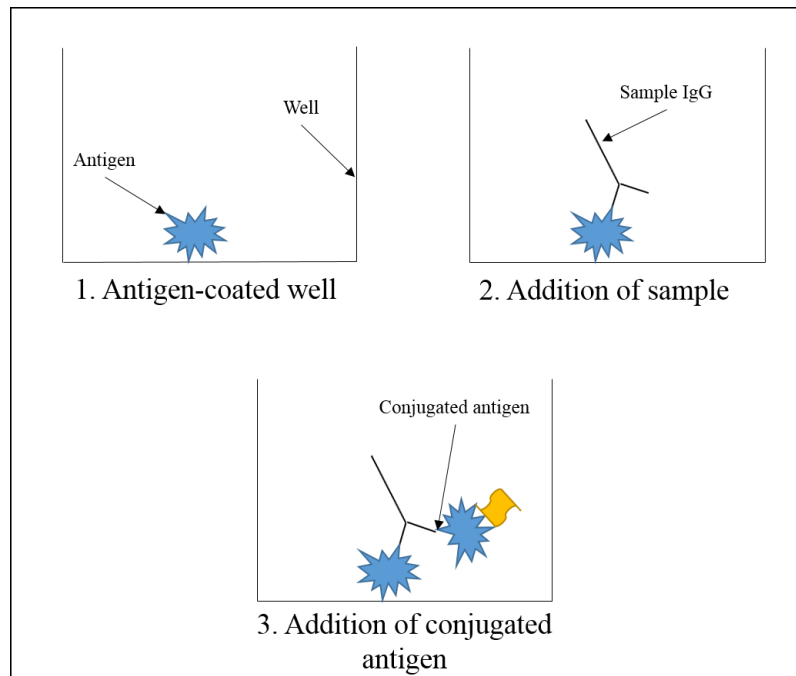 Well
Antigen
1. Antigen-coated well
Sample IgG
2. Addition of sample
Conjugated antigen
3. Addition of conjugated
antigen